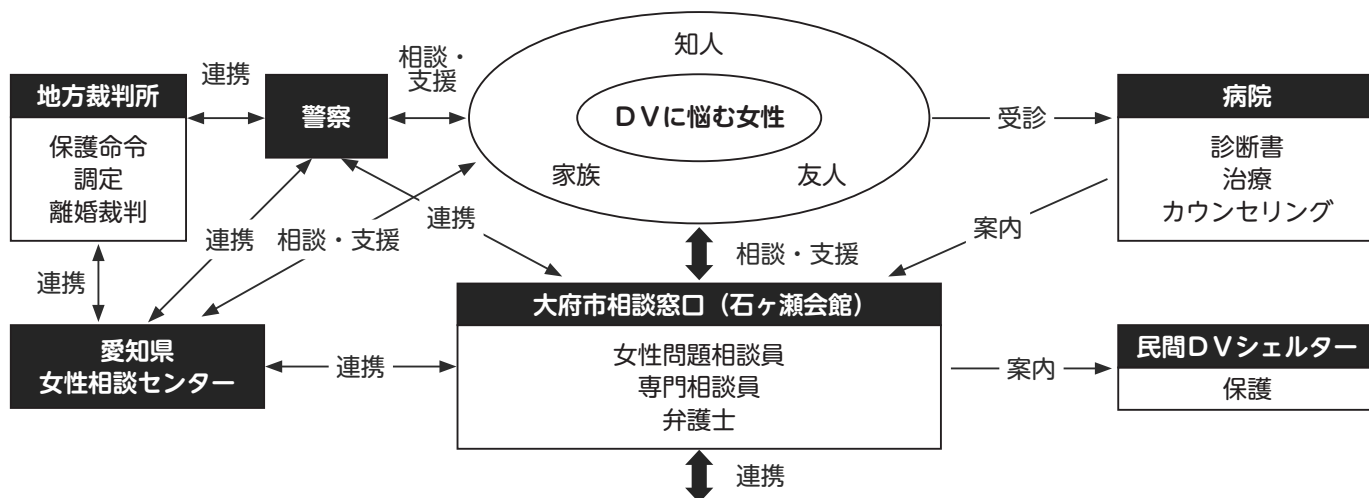 知人
相談・
支援
連携
地方裁判所
保護命令
調定
離婚裁判
警察
ＤＶに悩む女性
家族
友人
受診
病院
診断書
治療
カウンセリング
連携
相談・支援
連携
連携
相談・支援
案内
愛知県
女性相談センター
連携
大府市相談窓口（石ヶ瀬会館）
女性問題相談員
専門相談員
弁護士
案内
民間ＤＶシェルター
保護
連携